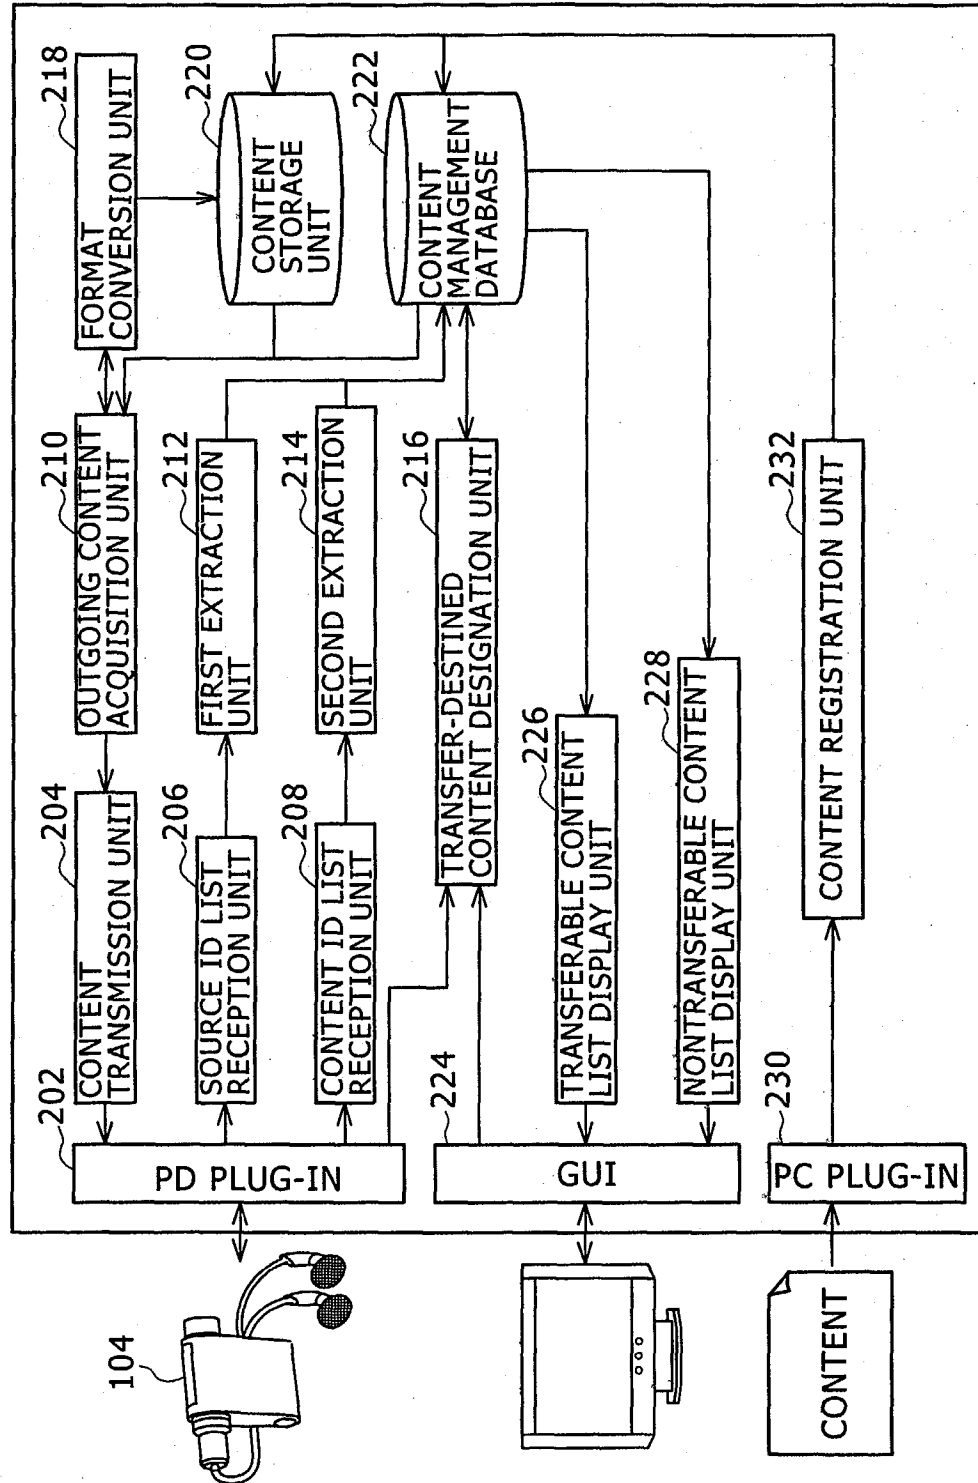 202
204
CONTENT
TRANSMISSION UNIT
210
OUTGOING CONTENT
ACQUISITION UNIT
218
FORMAT
CONVERSION UNIT
206
SOURCE ID LIST
RECEPTION UNIT
212
FIRST EXTRACTION
UNIT
220
CONTENT
STORAGE
UNIT
104
PD PLUG-IN
208
CONTENT ID LIST
RECEPTION UNIT
214
SECOND EXTRACTION
UNIT
222
CONTENT
MANAGEMENT
DATABASE
216
TRANSFER-DESTINED
CONTENT DESIGNATION UNIT
224
GUI
226
TRANSFERABLE CONTENT
LIST DISPLAY UNIT
228
NONTRANSFERABLE CONTENT
LIST DISPLAY UNIT
230
PC PLUG-IN
232
CONTENT REGISTRATION UNIT
CONTENT